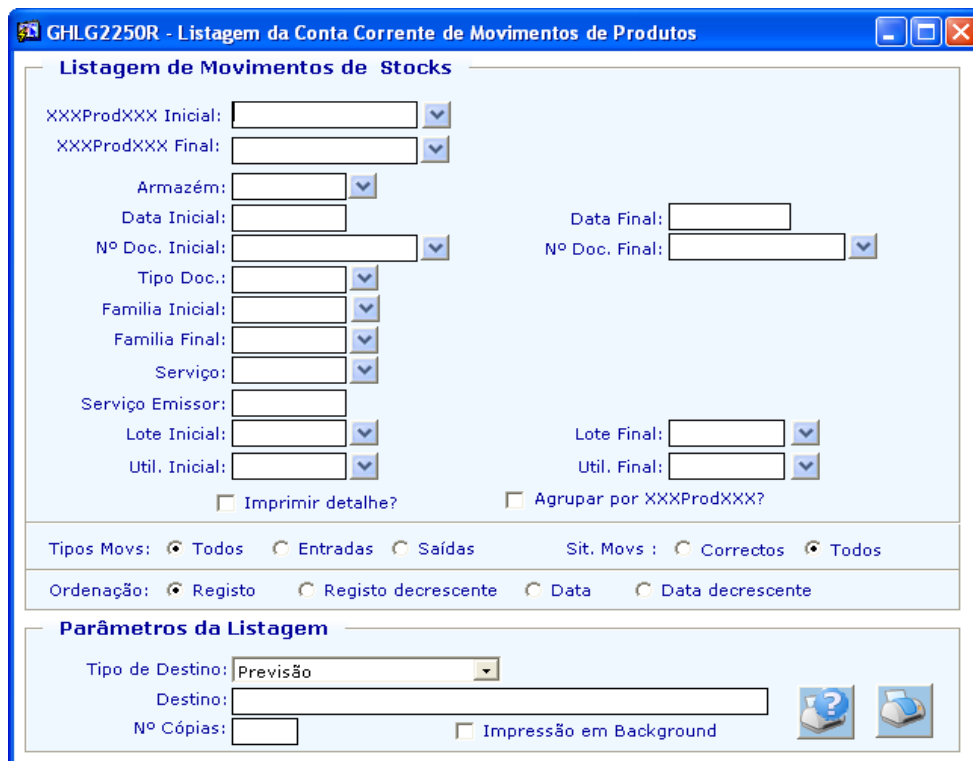 GHLG2250R - Listagem da Conta Corrente de Movimentos de Produtos
Listagem de Movimentos de Stocks
XXXProdXXX Inicial:
XXXProdXXX Final:
Armazém:
Data Inicial: Data Final:
Nº Doc. Inicial: Nº Doc. Final:
Tipo Doc.:
Familia Inicial:
Familia Final:
Serviço:
Serviço Emissor:
Lote Inicial: Lote Final:
Util. Inicial: Util. Final:
Imprimir detalhe? Agrupar por XXXProdXXX?
Tipos Movs: Todos Entradas Saídas Sit. Movs : Correctos Todos
Ordenação: Registo Registo decrescente Data Data decrescente
Parâmetros da Listagem
Tipo de Destino: Previsão
Destino:
Nº Cópias: Impressão em Background